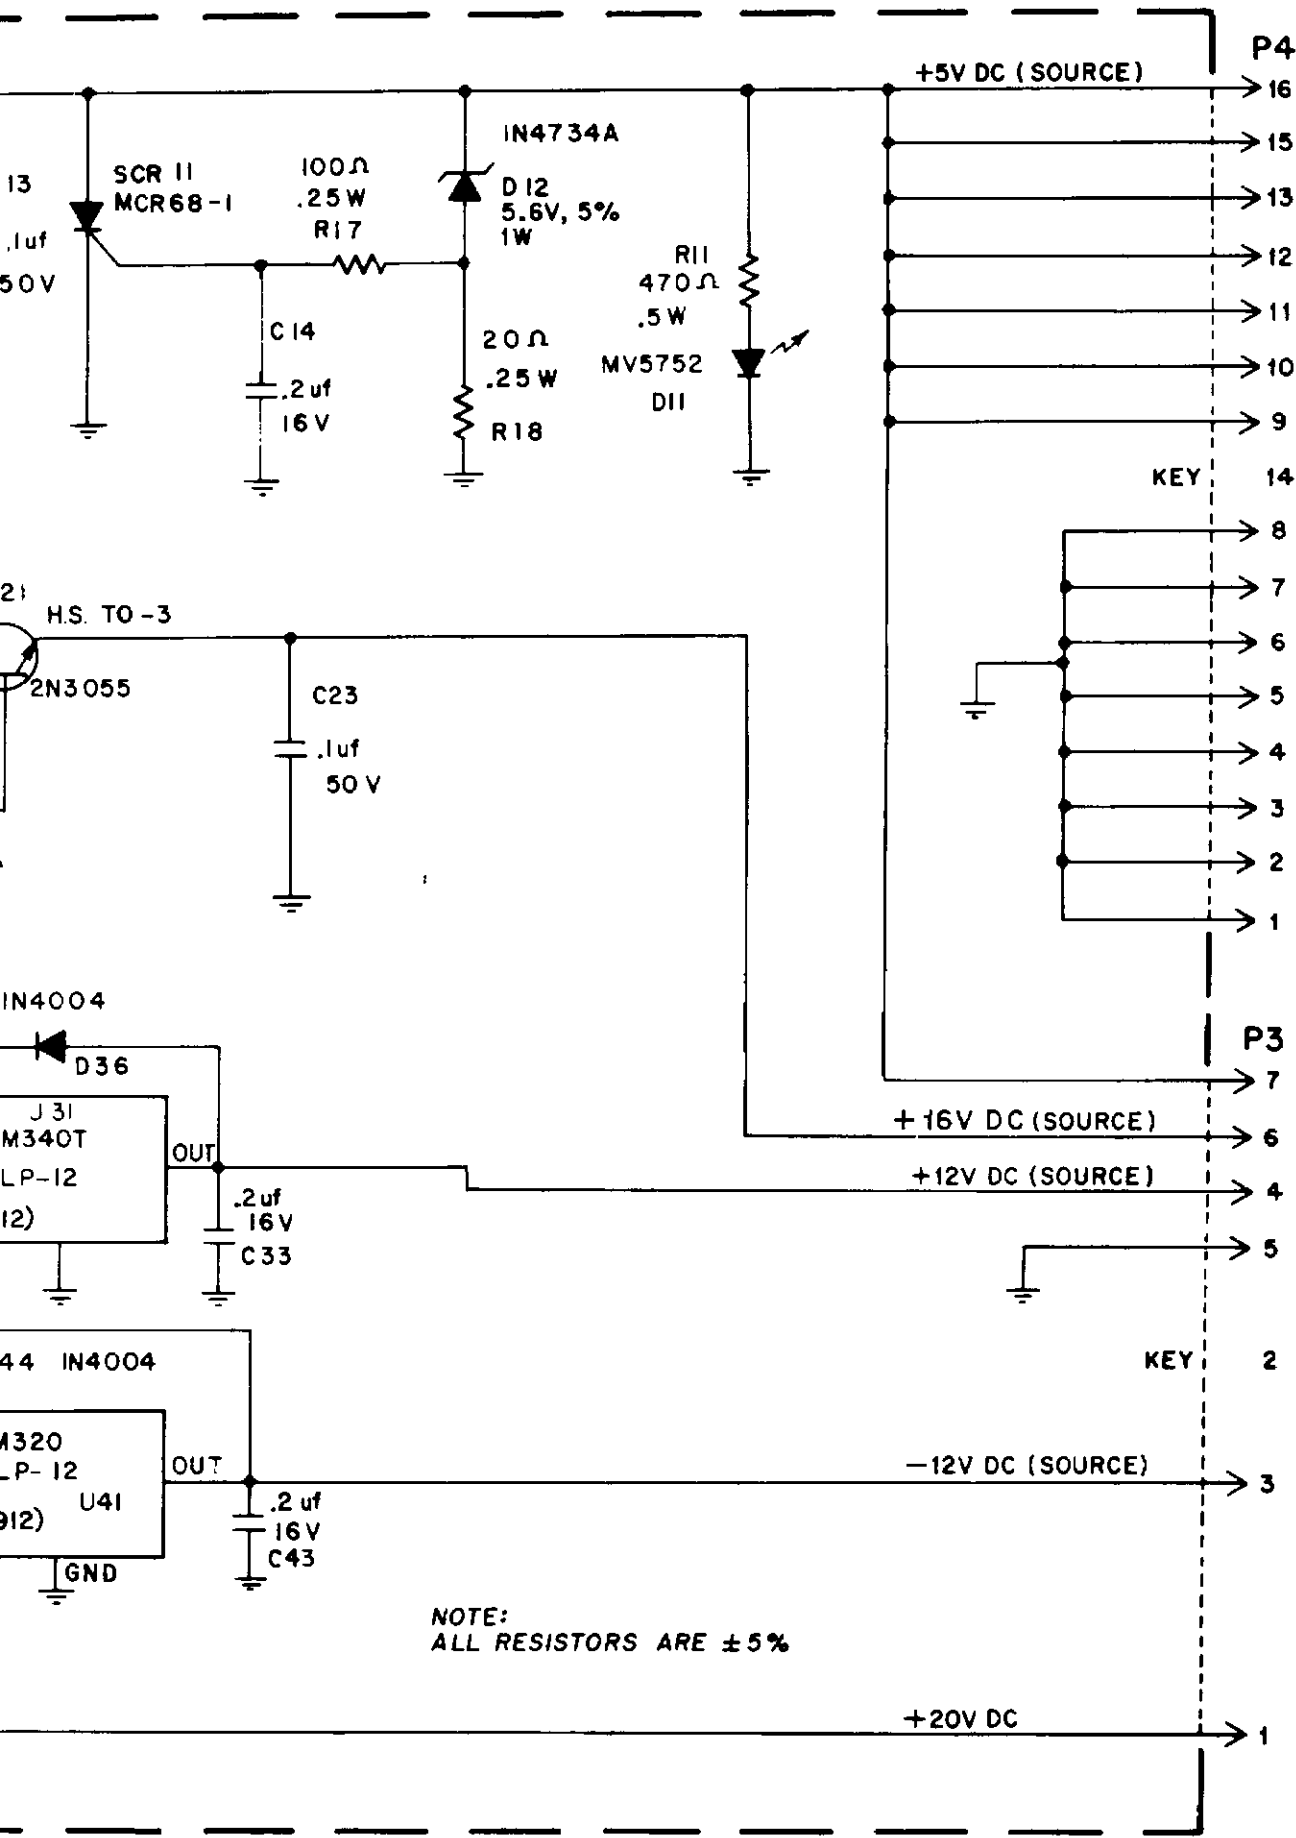 P4
+5V DC (SOURCE)
16
15
13
12
11
10
9
KEY 14
8
7
6
5
4
3
2
1
13
.1uf
50V
SCR 11
MCR68-1
100Ω
.25W
R17
IN4734A
D12
5.6V, 5%
1W
C14
.2uf
16V
20Ω
.25W
R18
R11
470Ω
.5W
MV5752
D11
21
H.S. TO-3
2N3055
C23
.1uf
50V
IN4004
D36
J31
M340T
LP-12
12)
OUT
.2uf
16V
C33
P3
7
+16V DC (SOURCE)
6
+12V DC (SOURCE)
4
5
KEY 2
44 IN4004
M320
LP-12
U41
912)
OUT
GND
.2uf
16V
C43
-12V DC (SOURCE)
3
NOTE:
ALL RESISTORS ARE ±5%
+20V DC
1